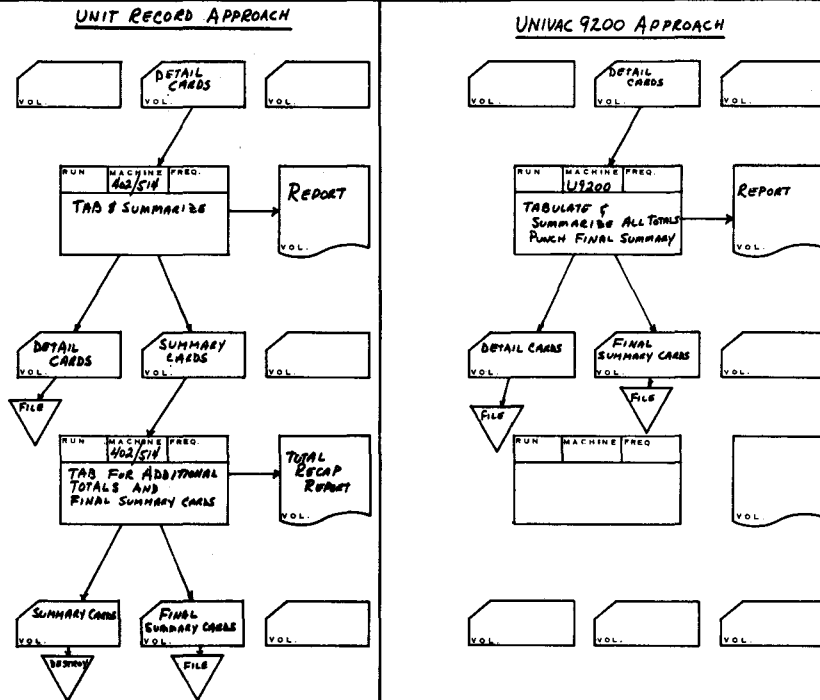 UNIT RECORD APPROACH
VOL.
DETAIL
CARDS
VOL.
VOL.
RUN MACHINE FREQ.
402/514
TAB & SUMMARIZE
REPORT
VOL.
DETAIL
CARDS
VOL.
SUMMARY
CARDS
VOL.
VOL.
FILE
RUN MACHINE FREQ.
402/514
TAB FOR ADDITIONAL
TOTALS AND
FINAL SUMMARY CARDS
TOTAL
RECAP
REPORT
VOL.
SUMMARY CARDS
VOL.
FINAL
SUMMARY CARDS
VOL.
VOL.
DESTROY
FILE
UNIVAC 9200 APPROACH
VOL.
DETAIL
CARDS
VOL.
VOL.
RUN MACHINE FREQ.
U9200
TABULATE &
SUMMARIZE ALL TOTALS
PUNCH FINAL SUMMARY
REPORT
VOL.
DETAIL CARDS
VOL.
FINAL
SUMMARY CARDS
VOL.
VOL.
FILE
FILE
RUN MACHINE FREQ.
VOL.
VOL.
VOL.
VOL.